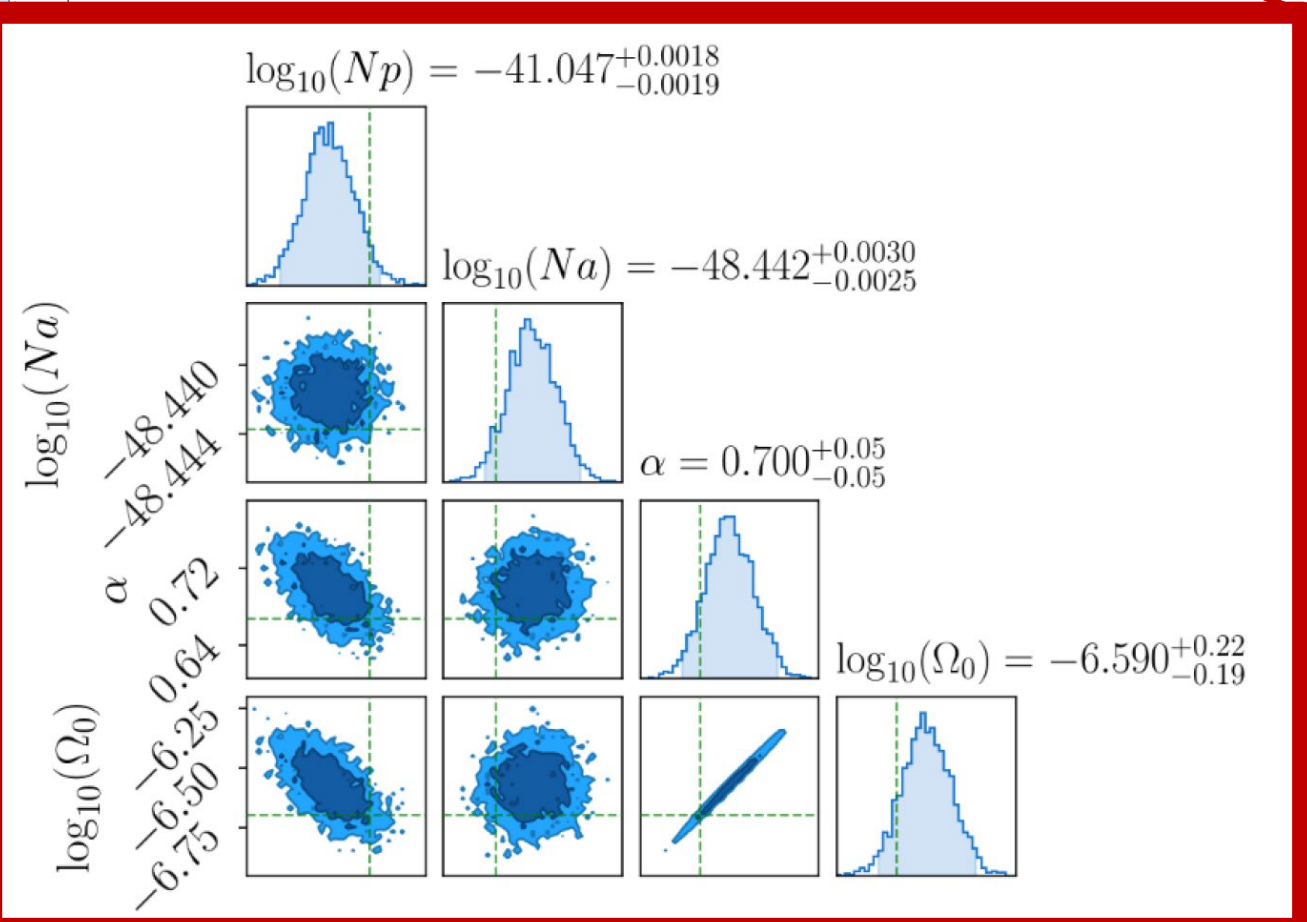 log₁₀(Np) = −41.047⁺⁰·⁰⁰¹⁸₋₀.₀₀₁₉
log₁₀(Na) = −48.442⁺⁰·⁰⁰³⁰₋₀.₀₀₂₅
log₁₀(Na)
−48.440
−48.444
α = 0.700⁺⁰·⁰⁵₋₀.₀₅
α
0.72
0.64
log₁₀(Ω₀) = −6.590⁺⁰·²²₋₀.₁₉
log₁₀(Ω₀)
−6.25
−6.50
−6.75